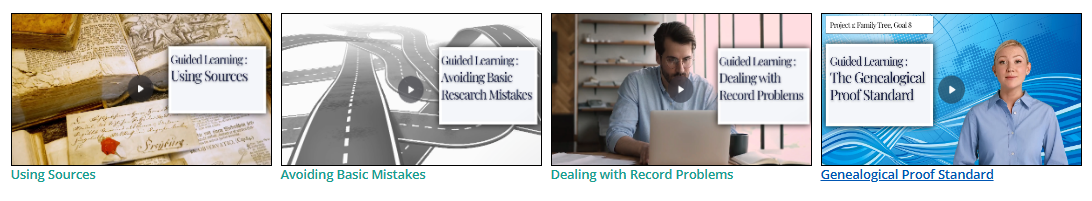 Guided Learning :
Using Sources
Guided Learning :
Avoiding Basic
Research Mistakes
Guided Learning :
Dealing with
Record Problems
Project 2: Family Tree, Goal 8
Guided Learning :
The Genealogical
Proof Standard
Using Sources
Avoiding Basic Mistakes
Dealing with Record Problems
Genealogical Proof Standard